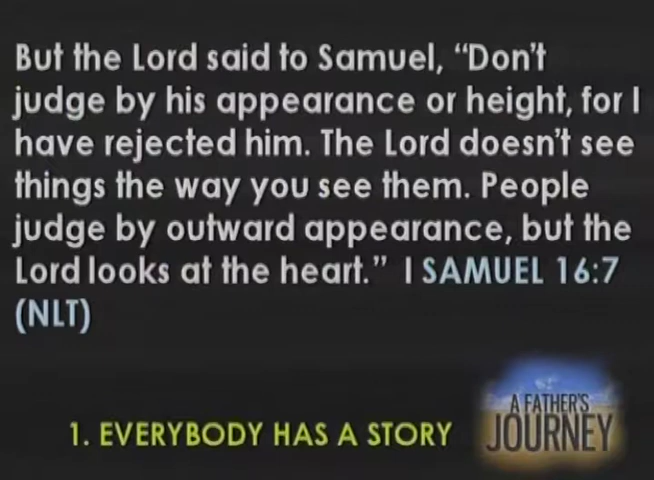 But the Lord said to Samuel, “Don’t
judge by his appearance or height, for I
have rejected him. The Lord doesn’t see
things the way you see them. People
judge by outward appearance, but the
Lord looks at the heart.” I SAMUEL 16:7
(NLT)
1. EVERYBODY HAS A STORY
A FATHER'S
JOURNEY